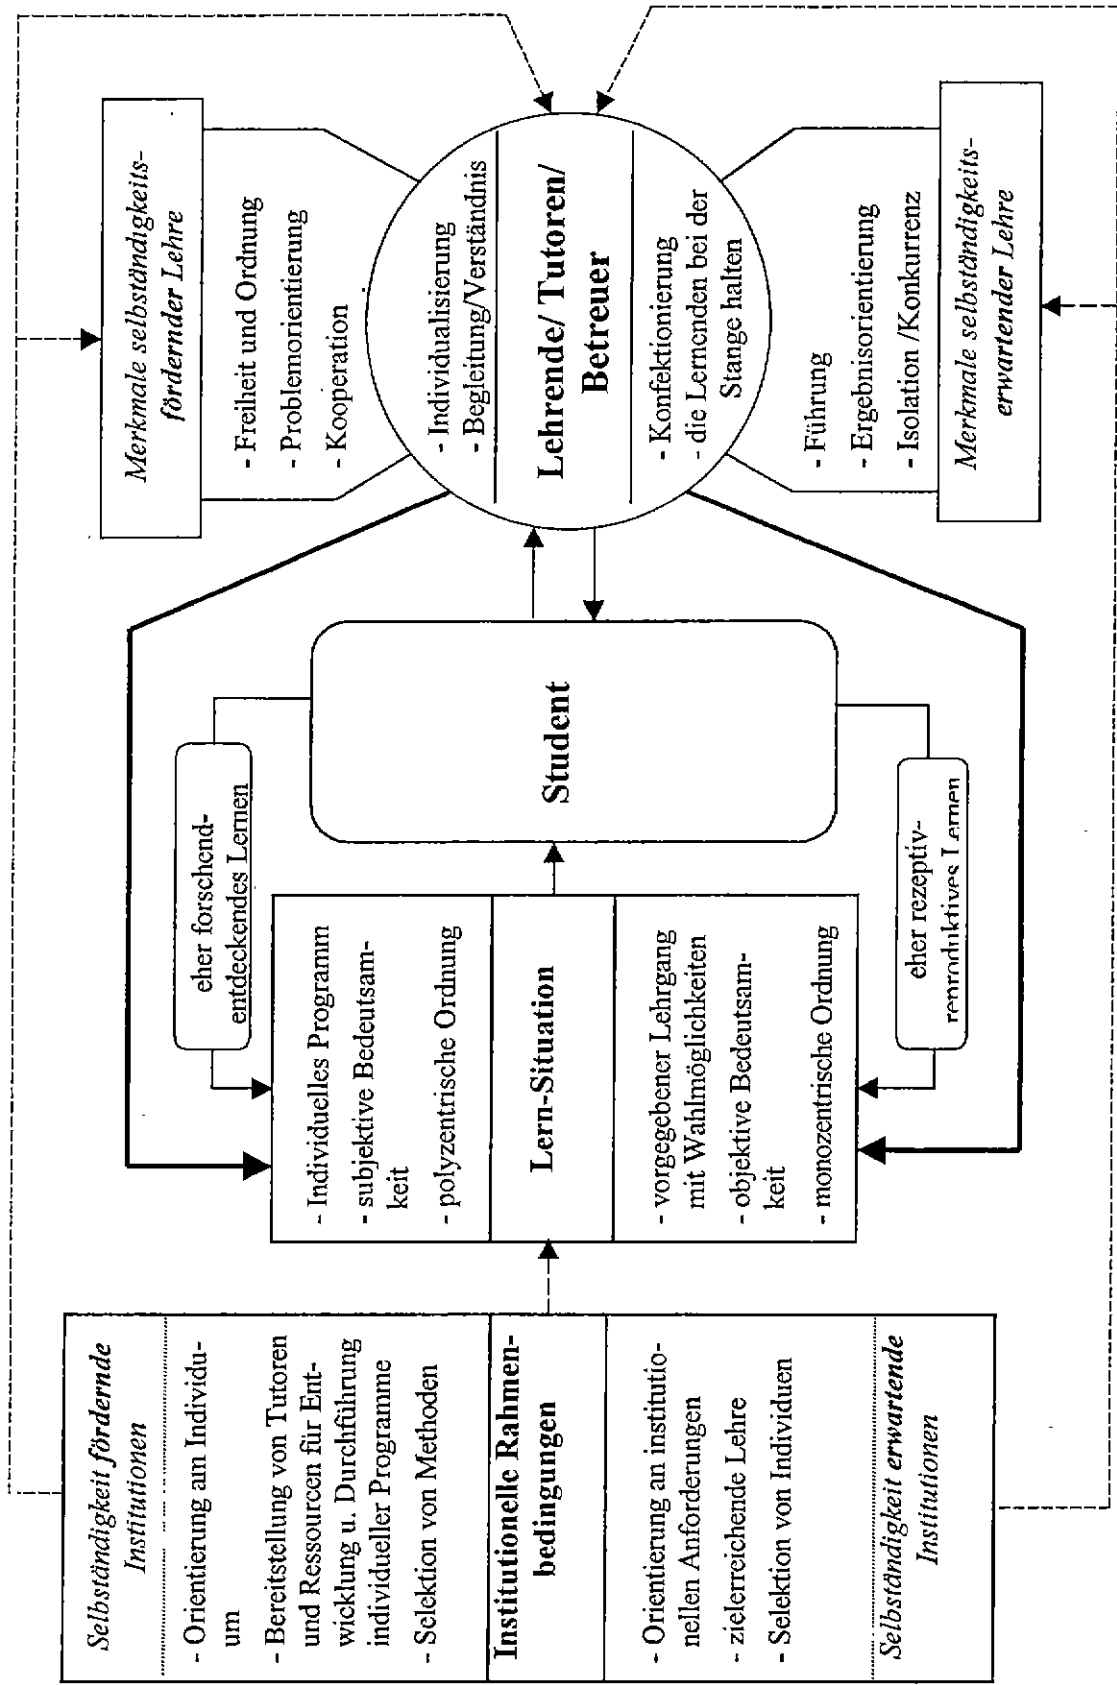 Selbständigkeit fördernde
Institutionen
- Orientierung am Individu-
um
- Bereitstellung von Tutoren
und Ressourcen für Ent-
wicklung u. Durchführung
individueller Programme
- Selektion von Methoden
Institutionelle Rahmen-
bedingungen
- Orientierung an institutio-
nellen Anforderungen
- zielerreichende Lehre
- Selektion von Individuen
Selbständigkeit erwartende
Institutionen
eher forschend-
entdeckendes Lernen
- Individuelles Programm
- subjektive Bedeutsam-
keit
- polyzentrische Ordnung
Lern-Situation
- vorgegebener Lehrgang
mit Wahlmöglichkeiten
- objektive Bedeutsam-
keit
- monozentrische Ordnung
eher rezeptiv-
reproduktives Lernen
Student
Merkmale selbständigkeits-
fördernder Lehre
- Freiheit und Ordnung
- Problemorientierung
- Kooperation
- Individualisierung
- Begleitung/Verständnis
Lehrende/ Tutoren/
Betreuer
- Konfektionierung
- die Lernenden bei der
Stange halten
- Führung
- Ergebnisorientierung
- Isolation /Konkurrenz
Merkmale selbständigkeits-
erwartender Lehre